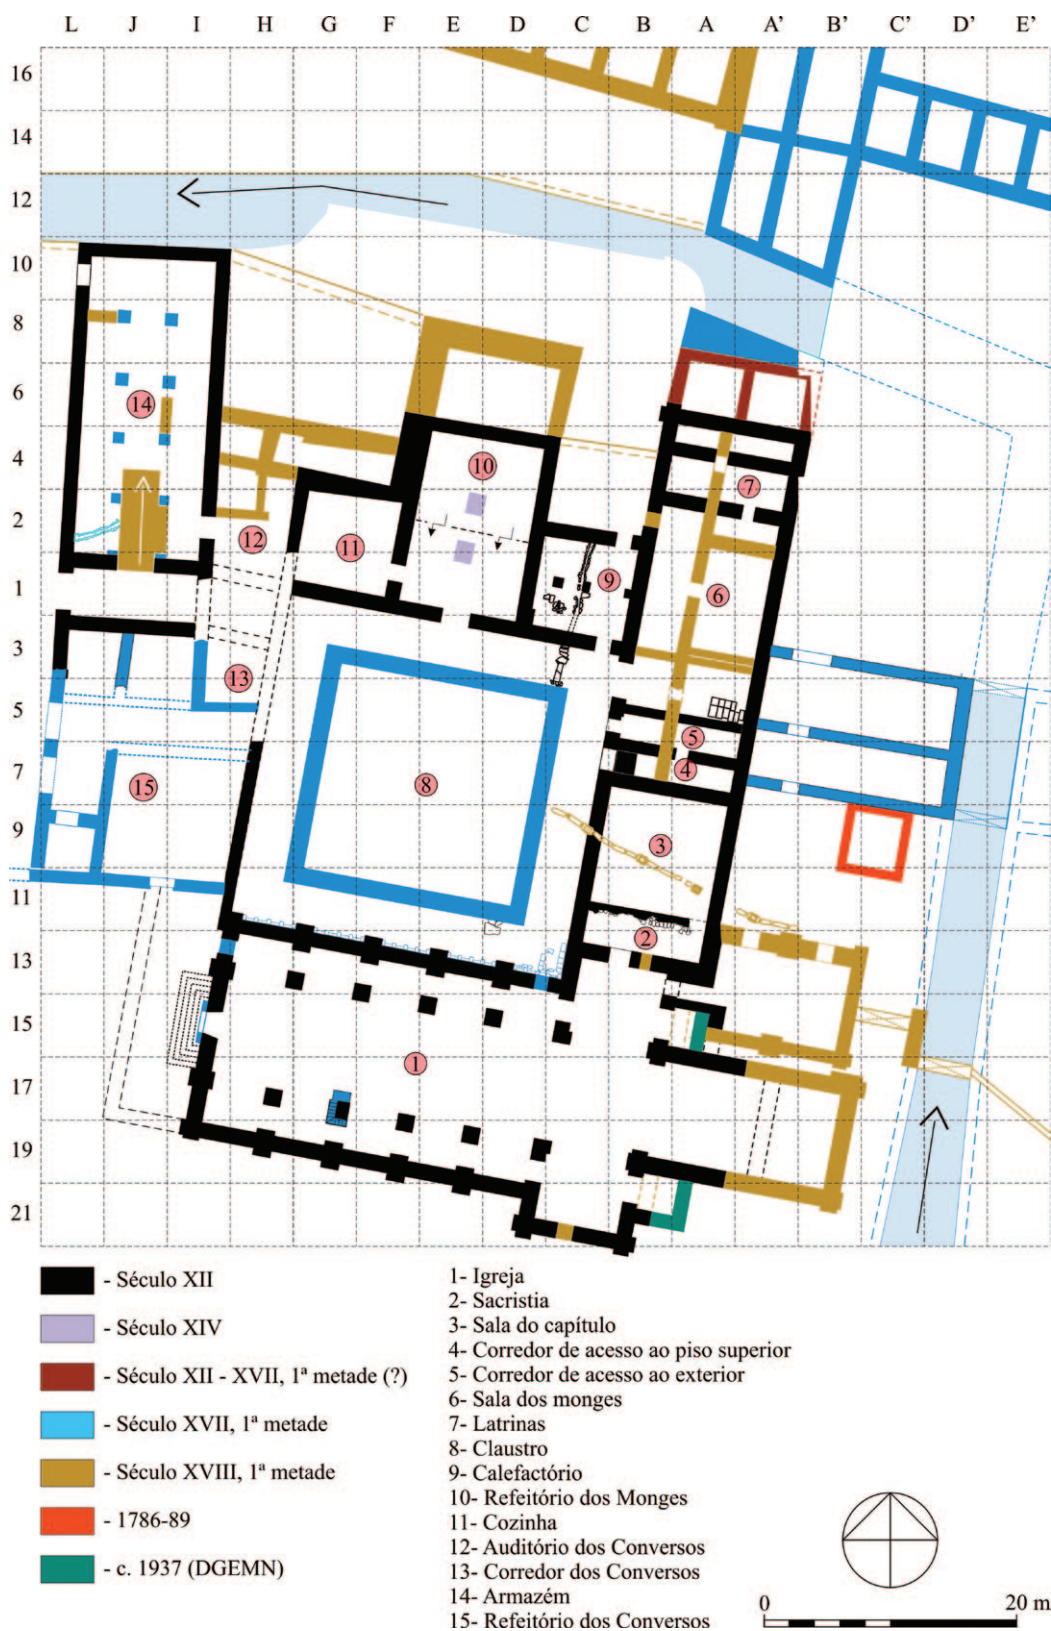 L J I H G F E D C B A A' B' C' D' E'
16
14
12
10
8
6
4
2
1
3
5
7
9
11
13
15
17
19
21
14
10
7
12
11
9
6
13
5
4
15
8
3
2
1
- Século XII
- Século XIV
- Século XII - XVII, 1ª metade (?)
- Século XVII, 1ª metade
- Século XVIII, 1ª metade
- 1786-89
- c. 1937 (DGEMN)
1- Igreja
2- Sacristia
3- Sala do capítulo
4- Corredor de acesso ao piso superior
5- Corredor de acesso ao exterior
6- Sala dos monges
7- Latrinas
8- Claustro
9- Calefactório
10- Refeitório dos Monges
11- Cozinha
12- Auditório dos Conversos
13- Corredor dos Conversos
14- Armazém
15- Refeitório dos Conversos
0 20 m